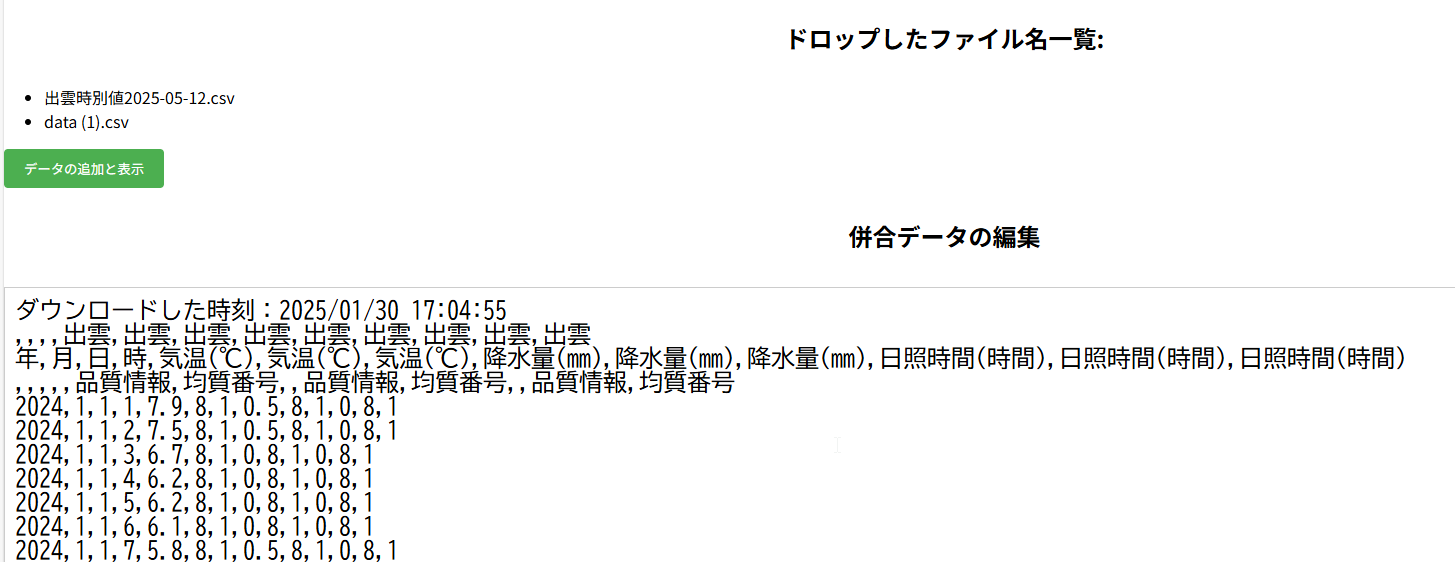 ドロップしたファイル名一覧:
出雲時別値2025-05-12.csv
data (1).csv
データの追加と表示
併合データの編集
ダウンロードした時刻：2025/01/30 17:04:55
,,,,出雲,出雲,出雲,出雲,出雲,出雲,出雲,出雲,出雲
年,月,日,時,気温(℃),気温(℃),気温(℃),降水量(㎜),降水量(㎜),降水量(㎜),日照時間(時間),日照時間(時間),日照時間(時間)
,,,,,品質情報,均質番号,,品質情報,均質番号,,品質情報,均質番号
2024,1,1,1,7.9,8,1,0.5,8,1,0,8,1
2024,1,1,2,7.5,8,1,0.5,8,1,0,8,1
2024,1,1,3,6.7,8,1,0,8,1,0,8,1
2024,1,1,4,6.2,8,1,0,8,1,0,8,1
2024,1,1,5,6.2,8,1,0,8,1,0,8,1
2024,1,1,6,6.1,8,1,0,8,1,0,8,1
2024,1,1,7,5.8,8,1,0.5,8,1,0,8,1